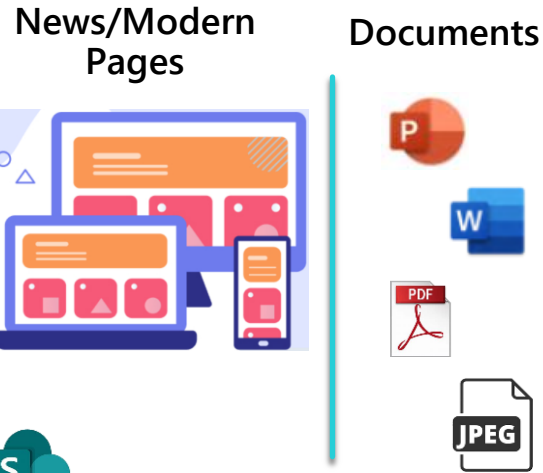 News/Modern
Pages
Documents
P
W
PDF
JPEG
S